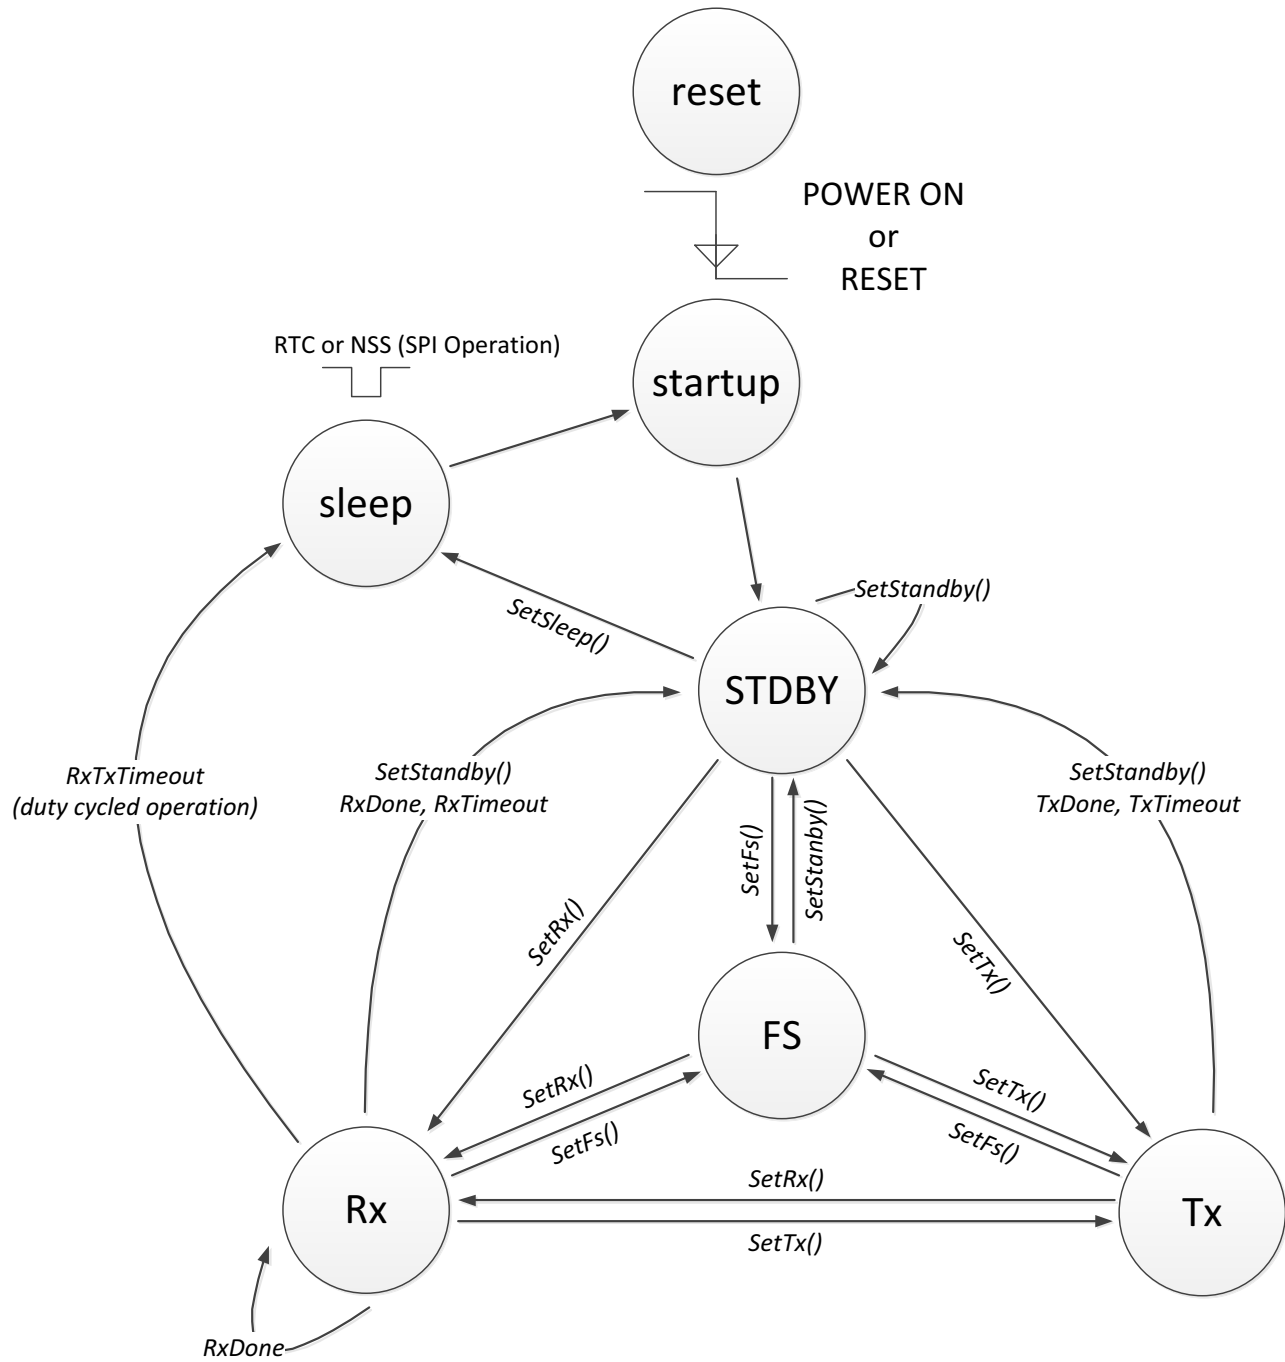 reset
POWER ON
or
RESET
RTC or NSS (SPI Operation)
startup
sleep
SetStandby()
SetSleep()
STDBY
RxTxTimeout
(duty cycled operation)
SetStandby()
RxDone, RxTimeout
SetStandby()
TxDone, TxTimeout
SetFs()
SetStanby()
SetRx()
SetTx()
FS
SetRx()
SetFs()
SetTx()
SetFs()
Rx
SetRx()
SetTx()
Tx
RxDone